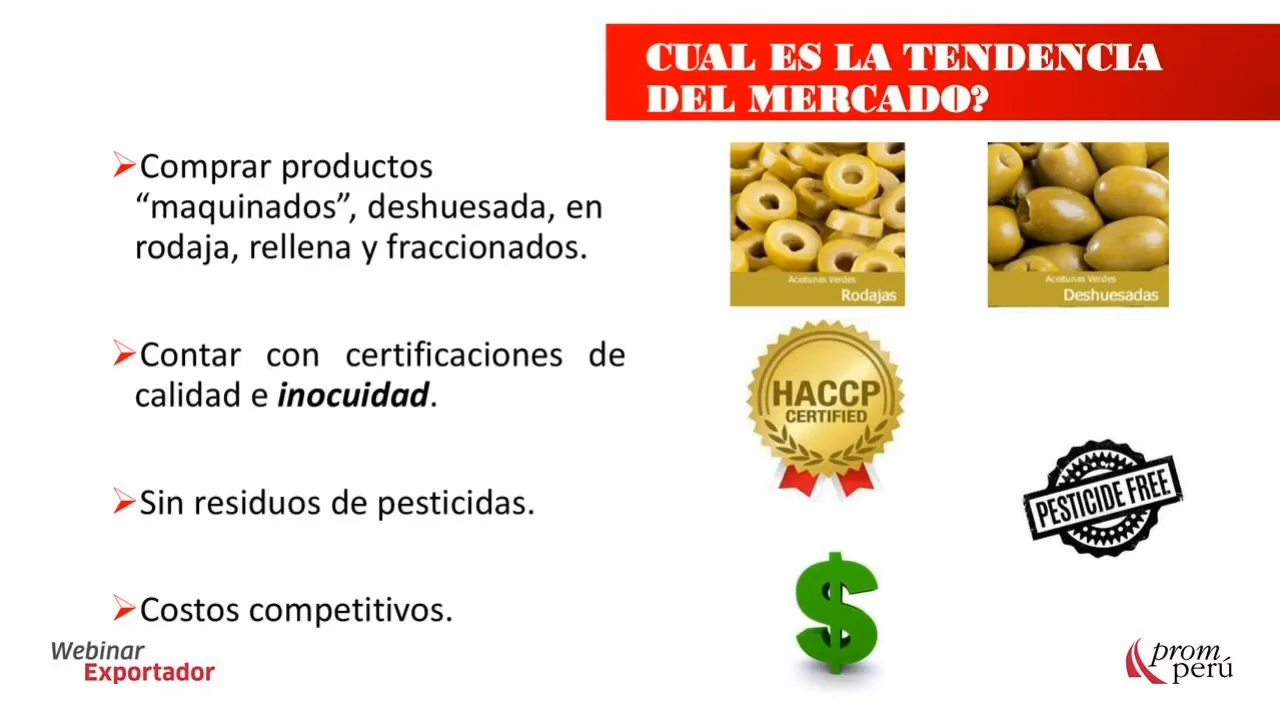 CUAL ES LA TENDENCIA
DEL MERCADO?
Comprar productos
“maquinados”, deshuesada, en
rodaja, rellena y fraccionados.
Aceitunas Verdes
Rodajas
Aceitunas Verdes
Deshuesadas
Contar con certificaciones de
calidad e inocuidad.
HACCP
CERTIFIED
Sin residuos de pesticidas.
PESTICIDE FREE
Costos competitivos.
Webinar
Exportador
prom
perú